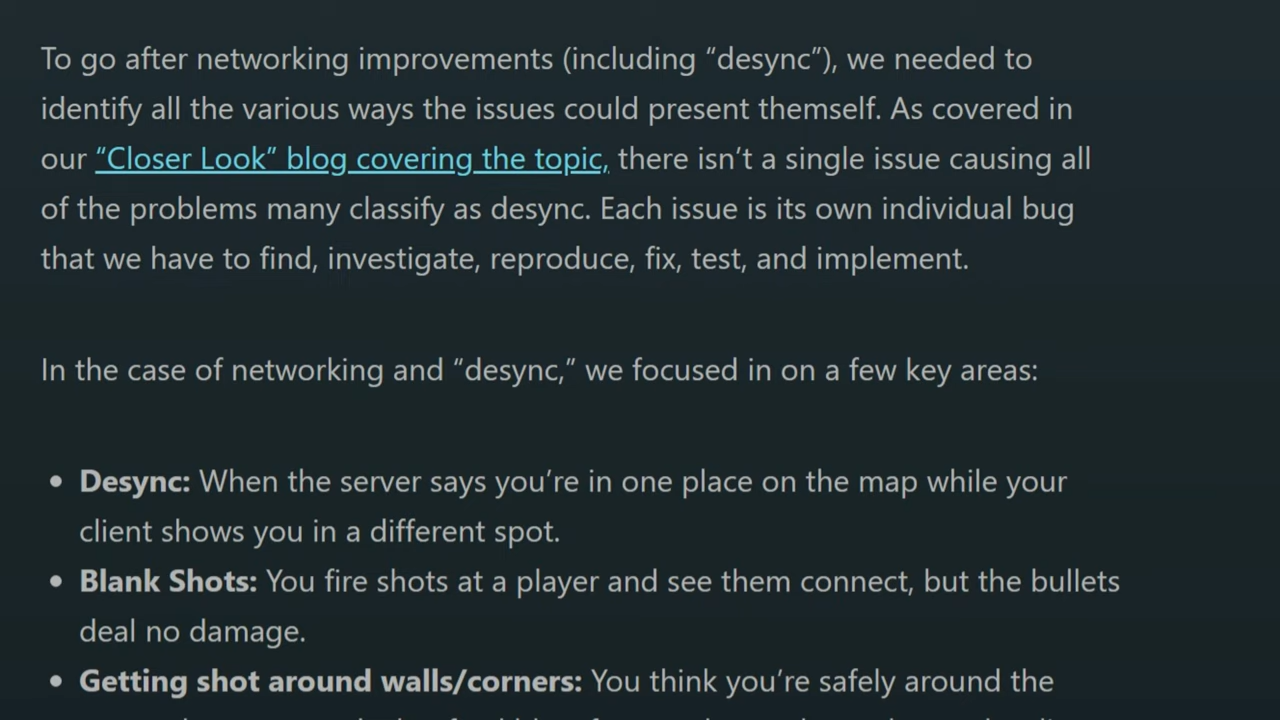 To go after networking improvements (including “desync”), we needed to
identify all the various ways the issues could present themself. As covered in
our “Closer Look” blog covering the topic, there isn’t a single issue causing all
of the problems many classify as desync. Each issue is its own individual bug
that we have to find, investigate, reproduce, fix, test, and implement.
In the case of networking and “desync,” we focused in on a few key areas:
• Desync: When the server says you’re in one place on the map while your
client shows you in a different spot.
• Blank Shots: You fire shots at a player and see them connect, but the bullets
deal no damage.
• Getting shot around walls/corners: You think you’re safely around the